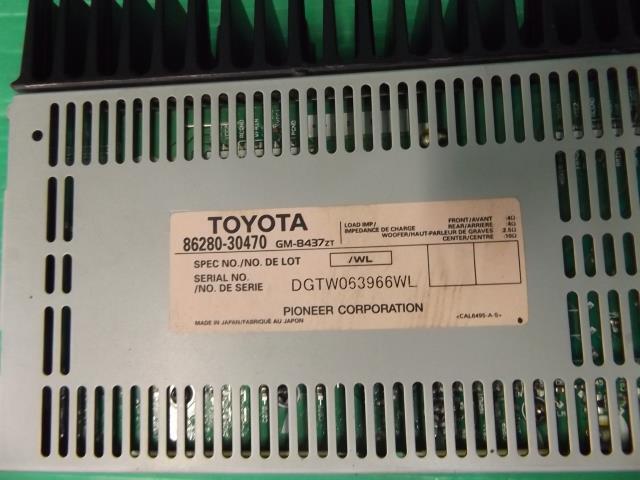 TOYOTA
86280-30470 GM-8437ZT
LOAD IMP/
IMPEDANCE DE CHARGE
FRONT/AVANT :4Ω
REAR/ARRIERE :4Ω
WOOFER/HAUT-PARLEUR DE GRAVES :2.5Ω
CENTER/CENTRE :10Ω
SPEC NO./NO. DE LOT /WL
SERIAL NO.
/NO. DE SERIE DGTW063966WL
PIONEER CORPORATION
MADE IN JAPAN/FABRIQUÉ AU JAPON
<CAL6495-A-S>